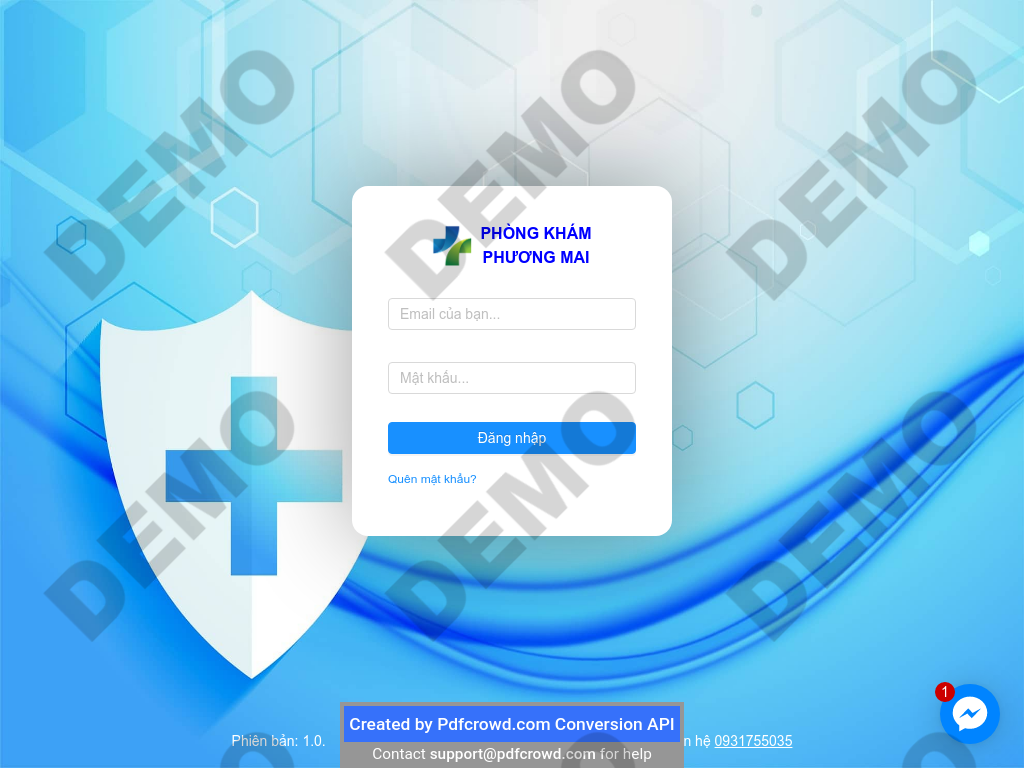 DEMO DEMO DEMO
PHÒNG KHÁM
PHƯƠNG MAI
Email của bạn...
Mật khẩu...
Đăng nhập
Quên mật khẩu?
DEMO DEMO DEMO
1
Created by Pdfcrowd.com Conversion API
Phiên bản: 1.0. n hệ 0931755035
Contact support@pdfcrowd.com for help